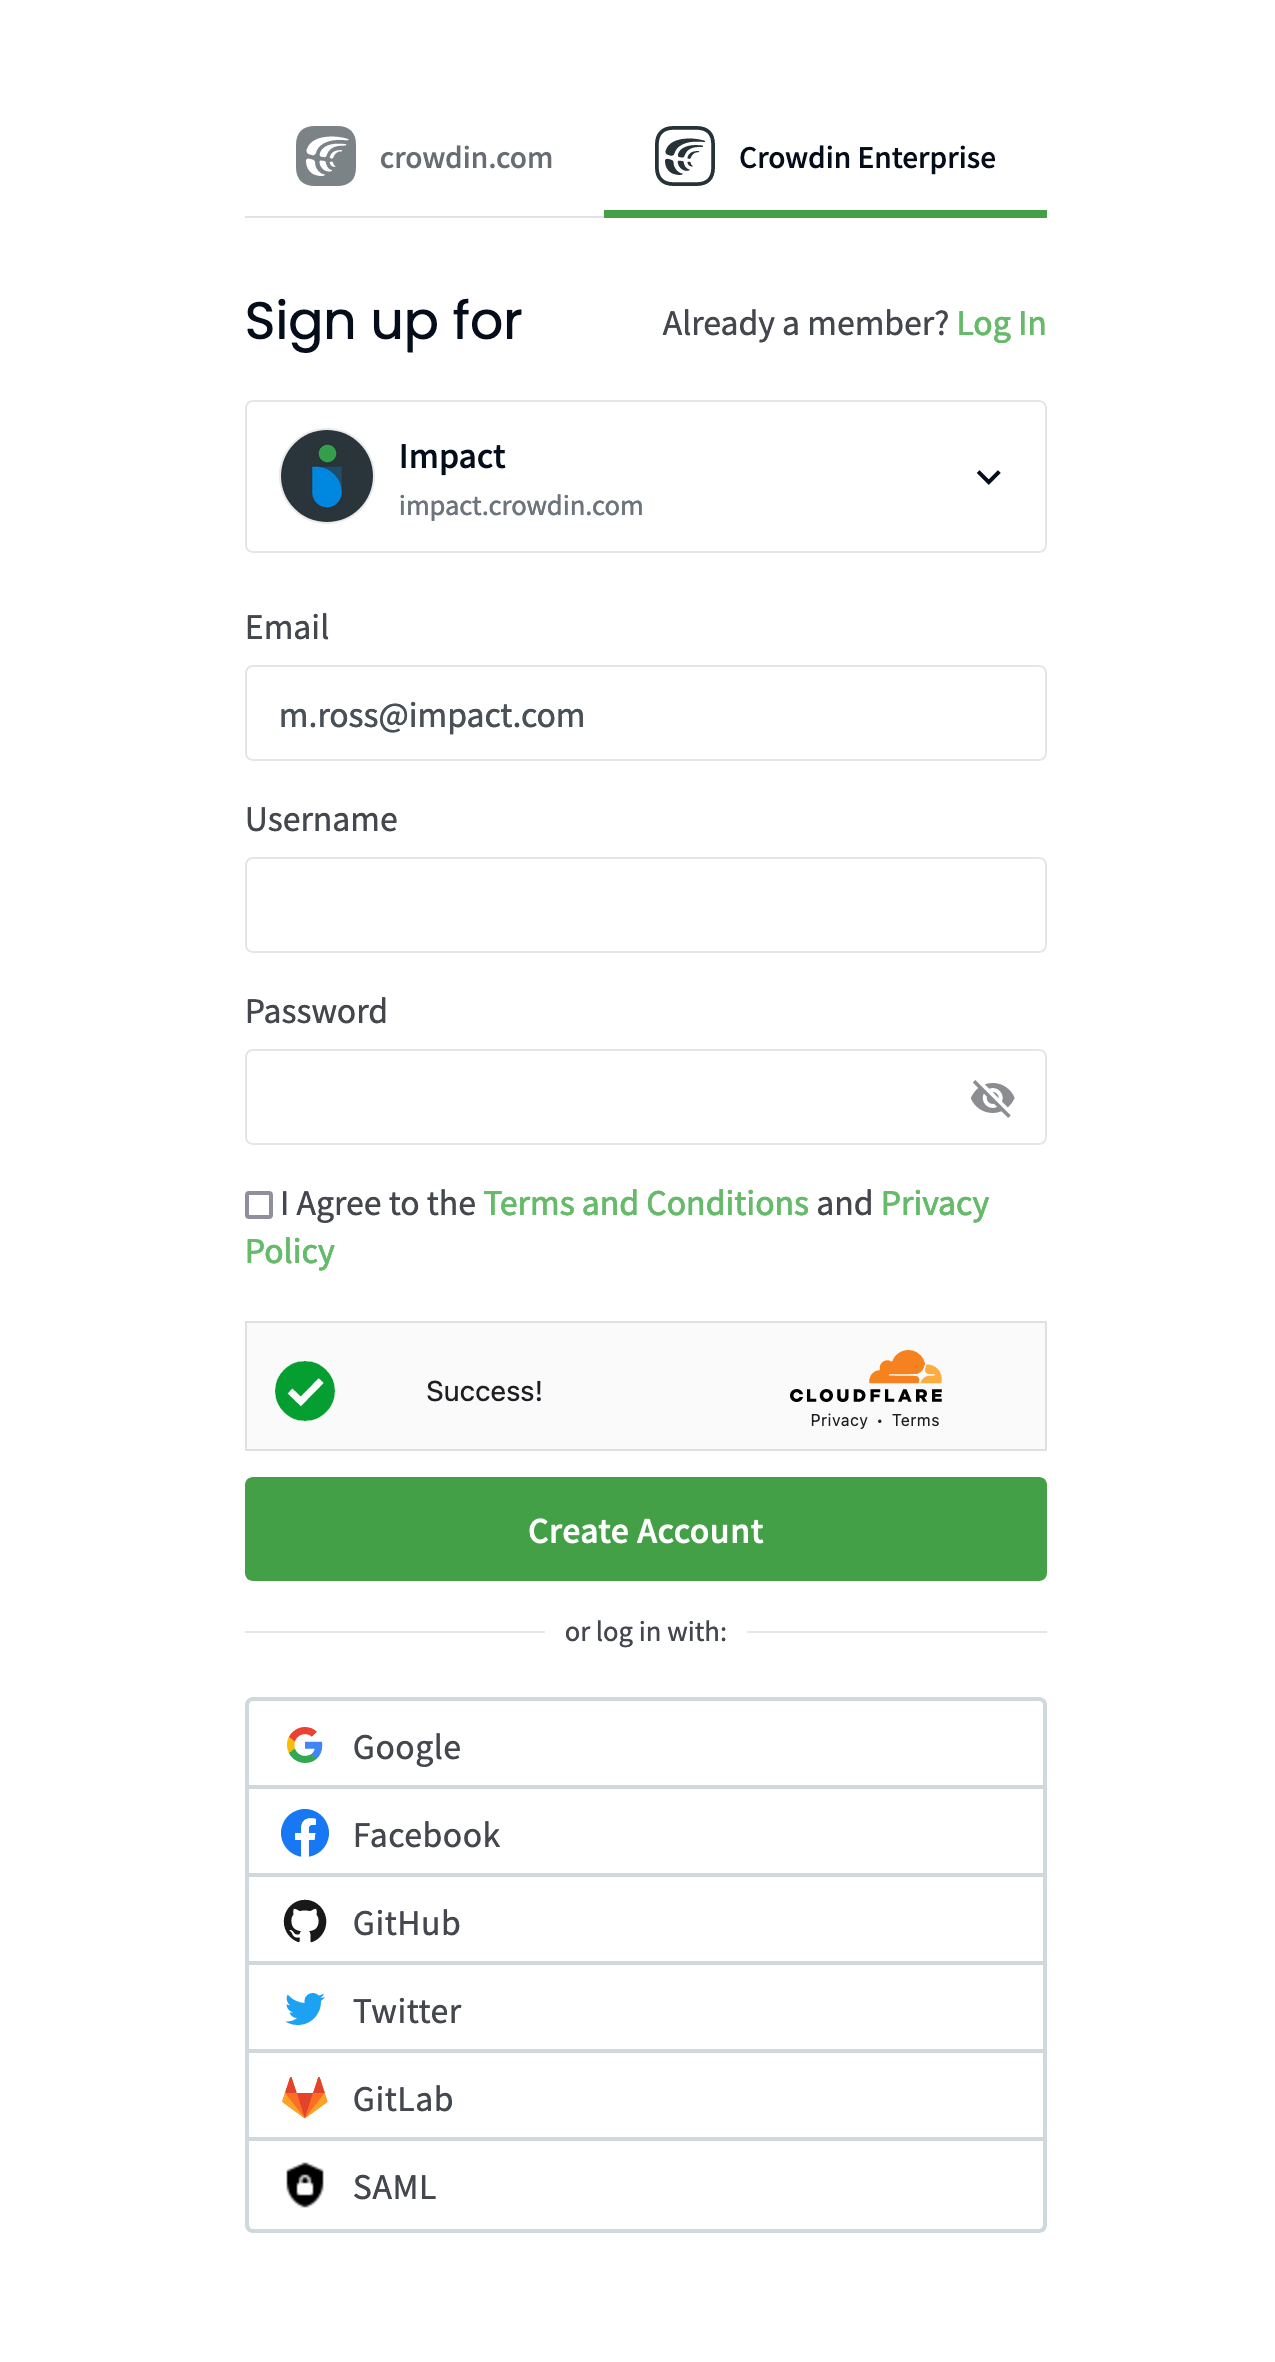 crowdin.com
Crowdin Enterprise
Sign up for
Already a member? Log In
Impact
impact.crowdin.com
Email
m.ross@impact.com
Username
Password
I Agree to the Terms and Conditions and Privacy
Policy
Success!
CLOUDFLARE
Privacy • Terms
Create Account
or log in with:
Google
Facebook
GitHub
Twitter
GitLab
SAML